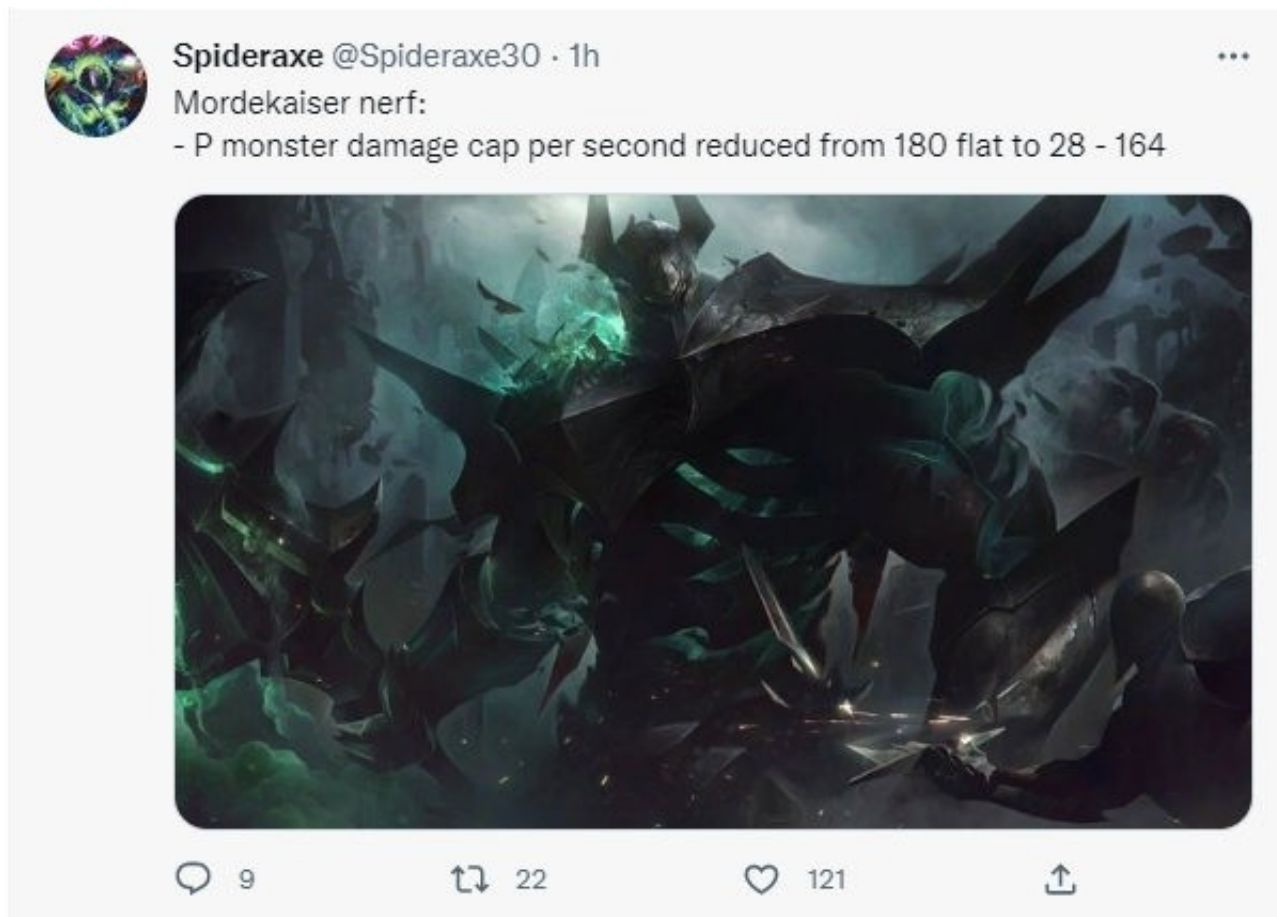 Spideraxe @Spideraxe30 · 1h
Mordekaiser nerf:
- P monster damage cap per second reduced from 180 flat to 28 - 164
9 22 121